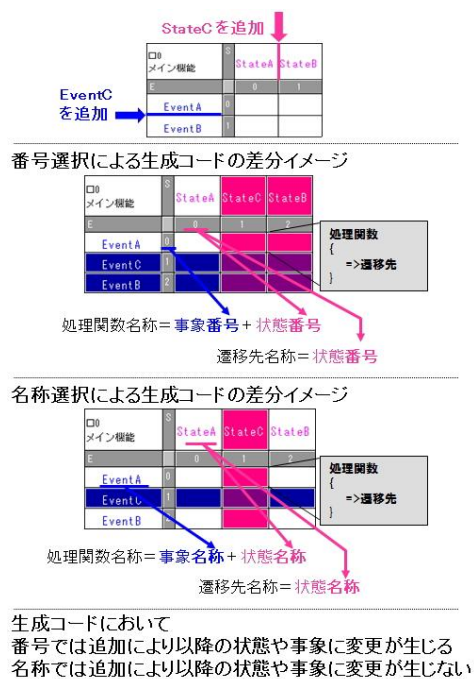 StateCを追加
□0
メイン機能
S
StateA
StateB
E
0
1
EventC
を追加
EventA
0
EventB
1
番号選択による生成コードの差分イメージ
□0
メイン機能
S
StateA
StateC
StateB
E
0
1
2
EventA
0
EventC
1
EventB
2
処理関数
{
=>遷移先
}
処理関数名称=事象番号+状態番号
遷移先名称=状態番号
名称選択による生成コードの差分イメージ
□0
メイン機能
S
StateA
StateC
StateB
E
0
1
2
EventA
0
EventC
1
EventB
処理関数
{
=>遷移先
}
処理関数名称=事象名称+状態名称
遷移先名称=状態名称
生成コードにおいて
番号では追加により以降の状態や事象に変更が生じる
名称では追加により以降の状態や事象に変更が生じない